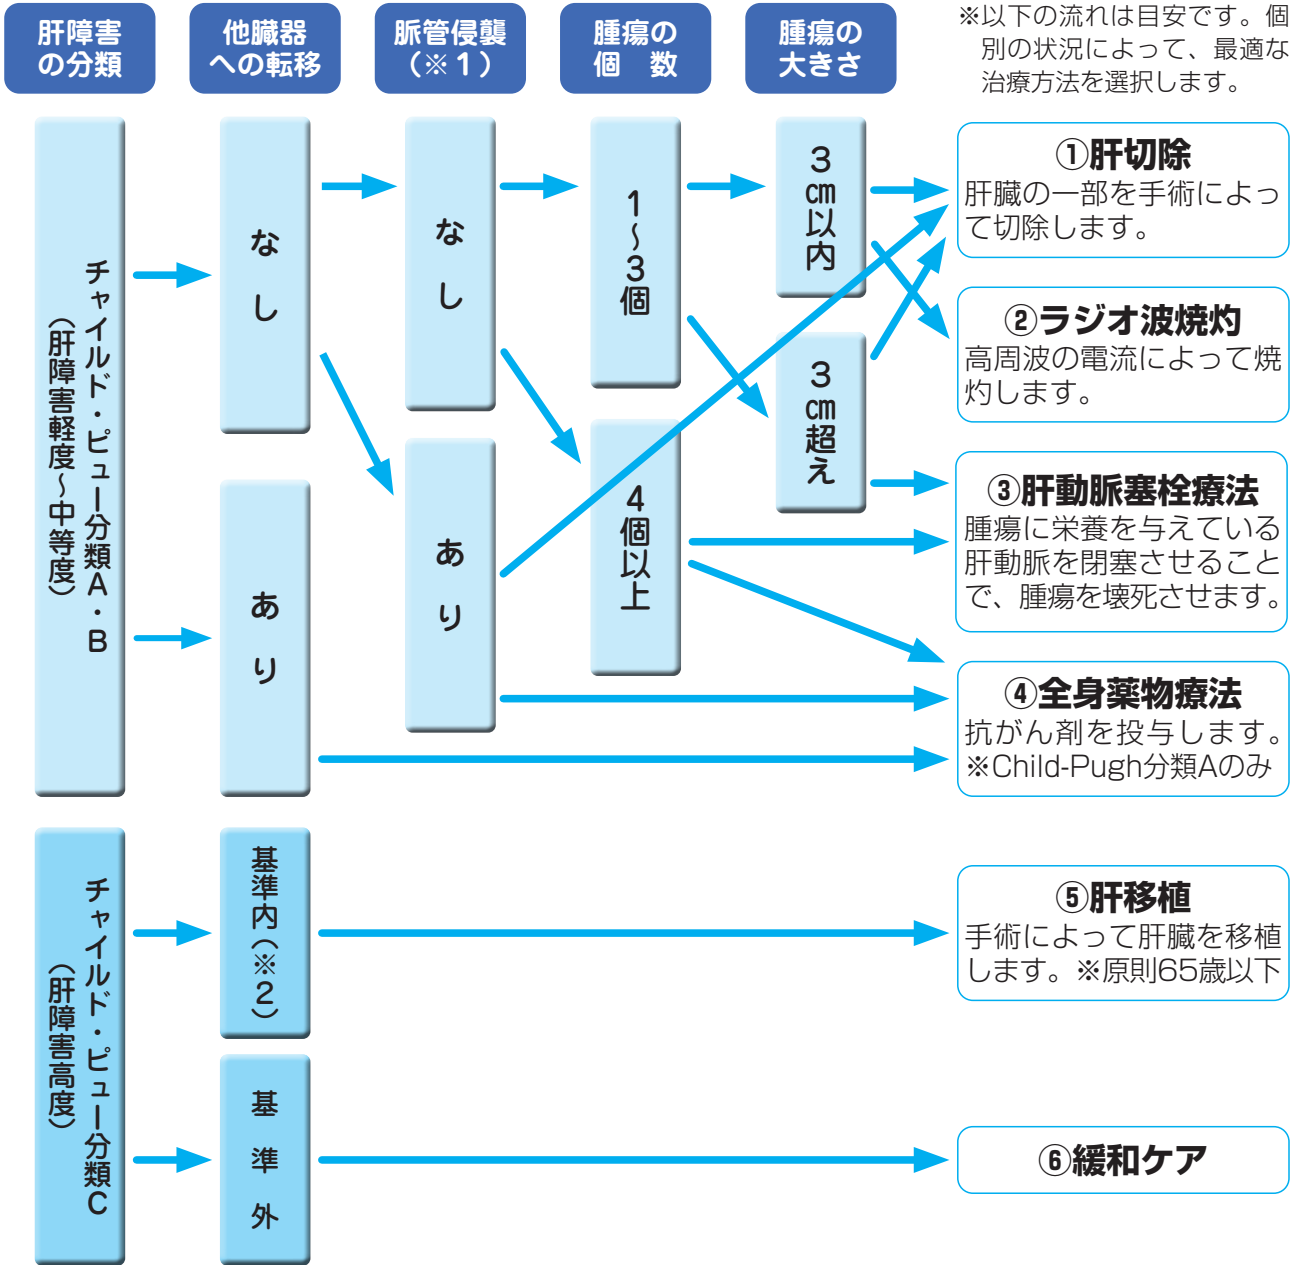 肝障害
の分類
他臓器
への転移
脈管侵襲
（※１）
腫瘍の
個　数
腫瘍の
大きさ
※以下の流れは目安です。個
別の状況によって、最適な
治療方法を選択します。
チャイルド・ピュー分類A・B
（肝障害軽度～中等度）
なし
あり
なし
あり
1～3個
4個以上
3cm以内
3cm超え
①肝切除
肝臓の一部を手術によっ
て切除します。
②ラジオ波焼灼
高周波の電流によって焼
灼します。
③肝動脈塞栓療法
腫瘍に栄養を与えている
肝動脈を閉塞させること
で、腫瘍を壊死させます。
④全身薬物療法
抗がん剤を投与します。
※Child-Pugh分類Aのみ
チャイルド・ピュー分類C
（肝障害高度）
基準内（※2）
基準外
⑤肝移植
手術によって肝臓を移植
します。※原則65歳以下
⑥緩和ケア